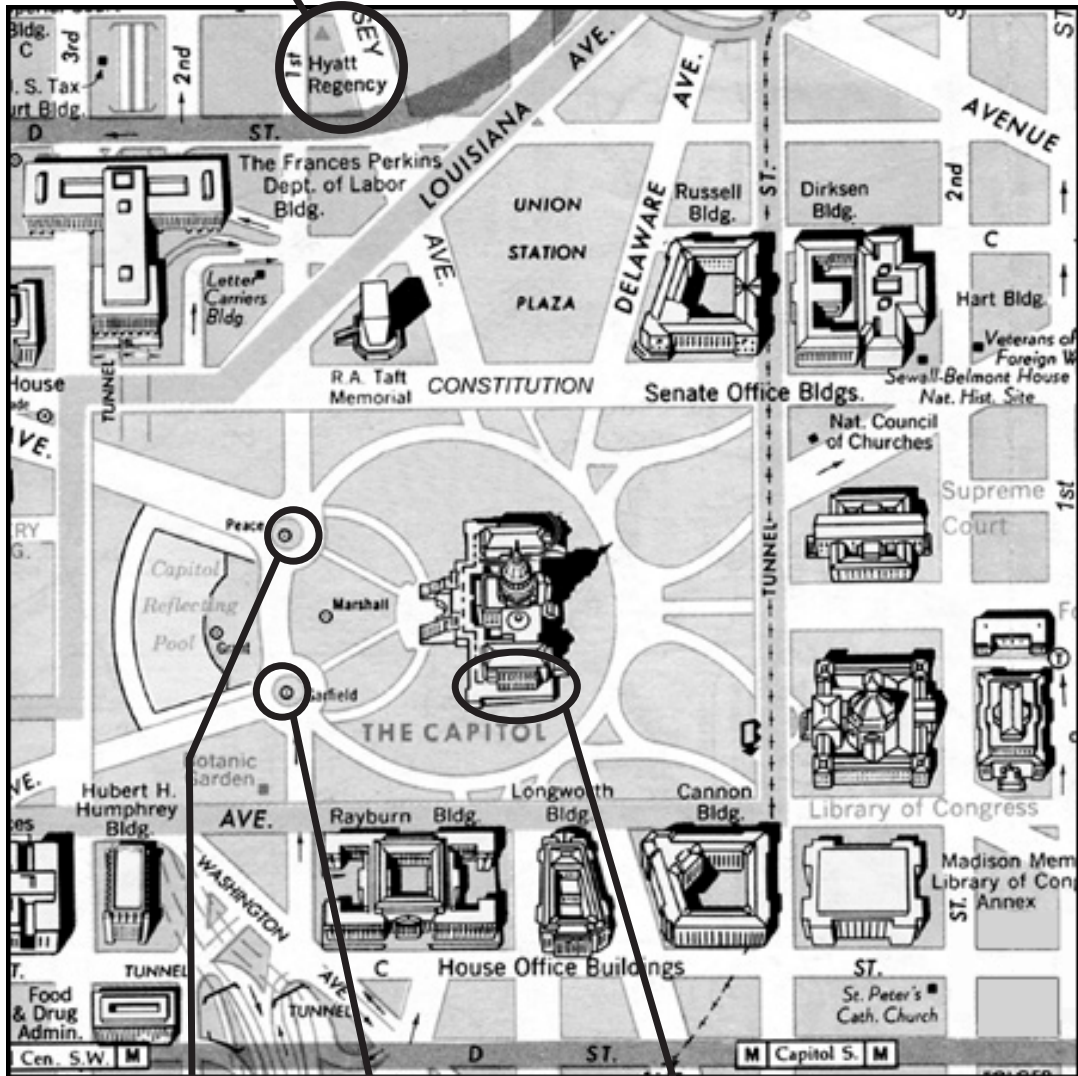 Bldg.
C
3rd
2nd
U. S. Tax
Court Bldg.
1st
SEY
Hyatt
Regency
AVE.
AVE.
ST
AVENUE
D
ST.
LOUISIANA
The Frances Perkins
Dept. of Labor
Bldg.
UNION
STATION
PLAZA
AVE.
DELAWARE
Russell
Bldg.
ST.
Dirksen
Bldg.
2nd
C
Letter
Carriers
Bldg.
Hart Bldg.
Veterans of
Foreign W
Sewall-Belmont House
Nat. Hist. Site
House
TUNNEL
R.A. Taft
Memorial
CONSTITUTION
Senate Office Bldgs.
VE.
Nat. Council
of Churches
Supreme
Court
1st
RY
G.
Peace
Capitol
Reflecting
Pool
Marshall
Grant
Garfield
TUNNEL
THE CAPITOL
Botanic
Garden
VE.
Hubert H.
Humphrey
Bldg.
AVE.
Rayburn Bldg.
Longworth
Bldg.
Cannon
Bldg.
Library of Congress
WASHINGTON
Madison Mem
Library of Cong
Annex
ST.
T.
TUNNEL
AVE.
TUNNEL
C
House Office Buildings
ST.
Food
& Drug
Admin.
St. Peter's
Cath. Church
Cen. S.W. M
D
ST.
M Capitol S. M